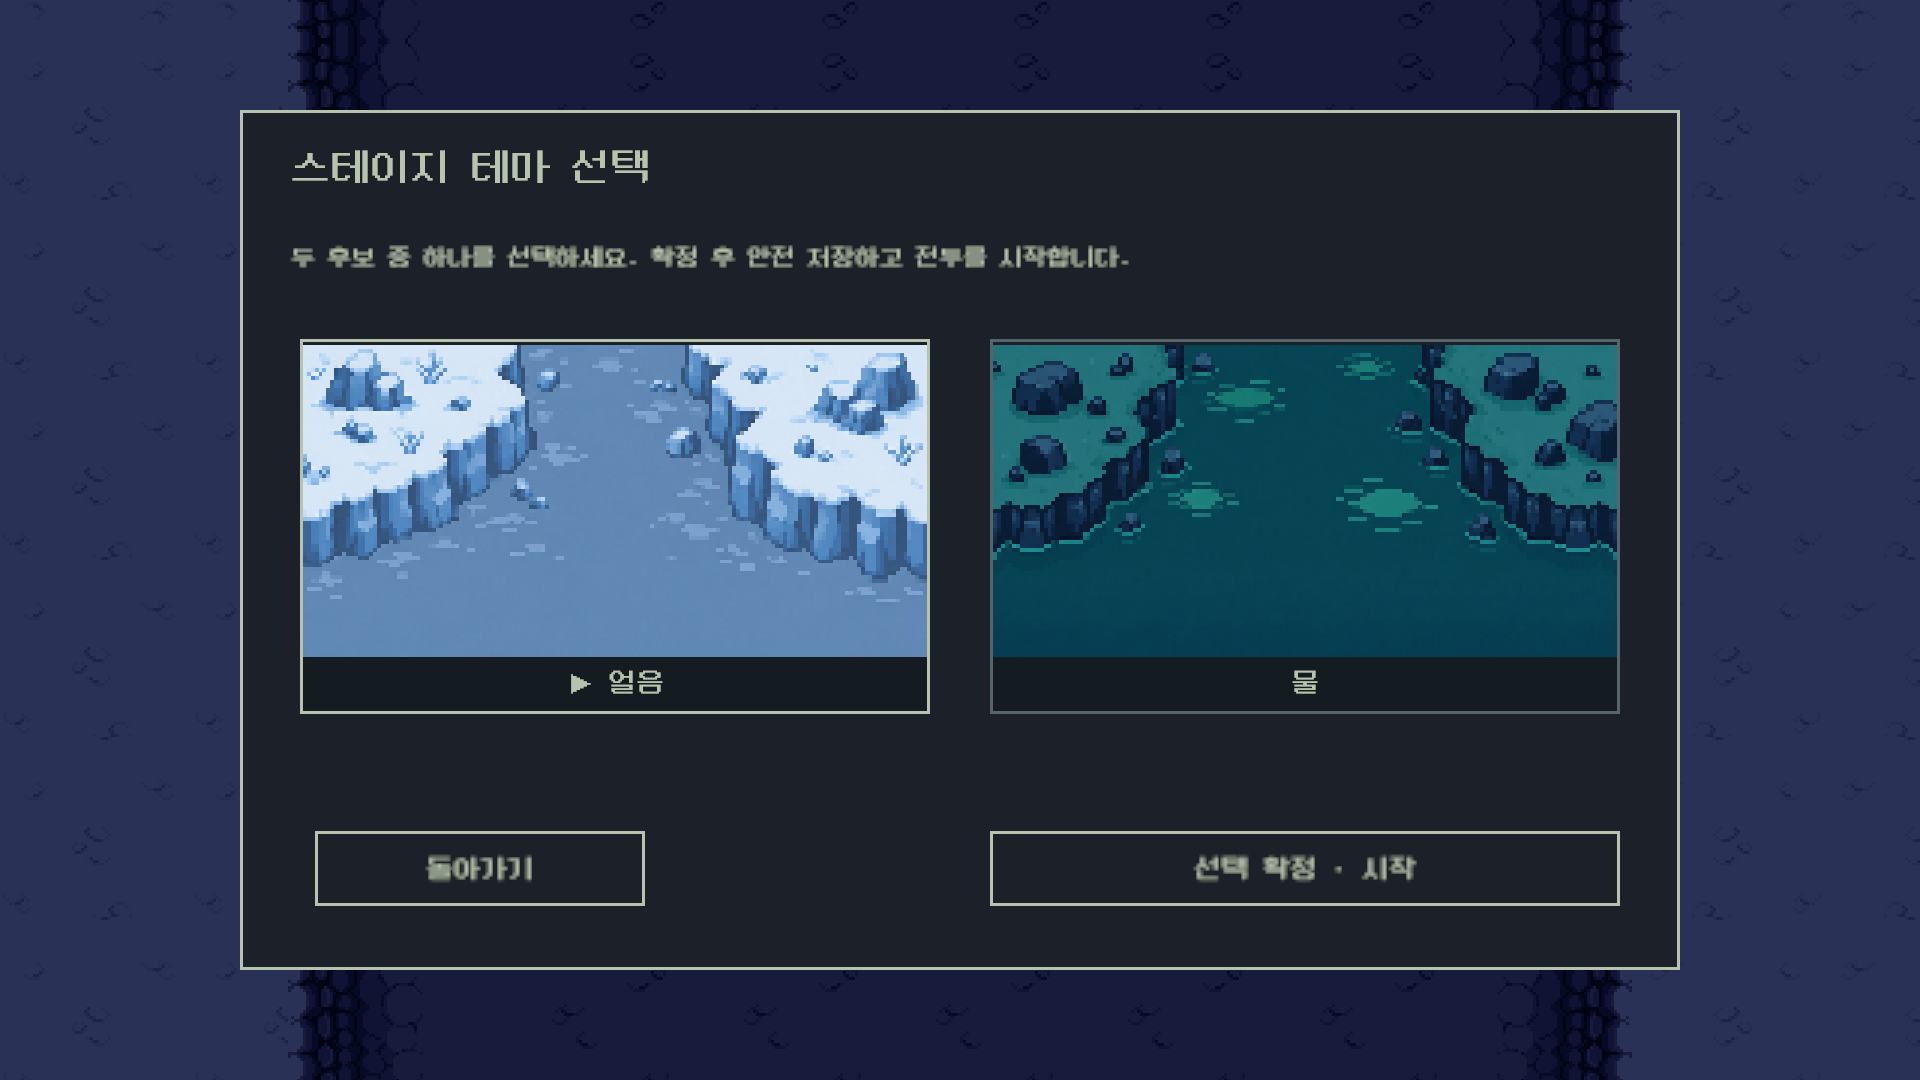 스테이지 테마 선택
두 후보 중 하나를 선택하세요. 확정 후 안전 저장하고 전투를 시작합니다.
▶ 얼음
물
돌아가기
선택 확정 · 시작